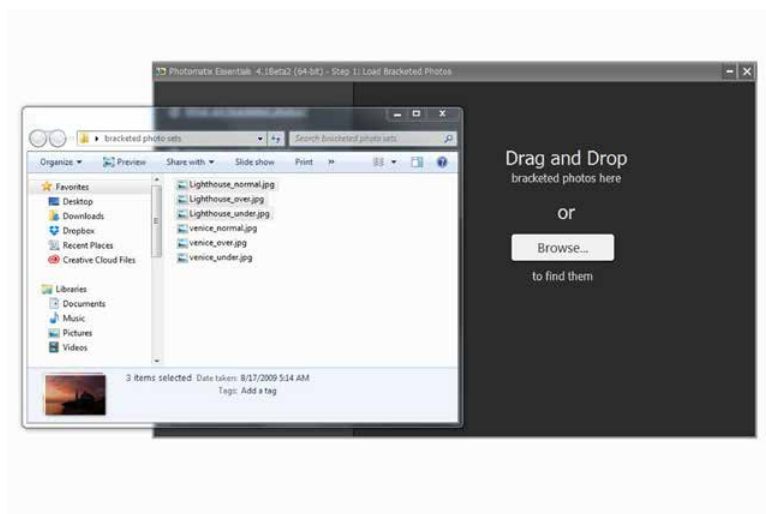 Photomatix Essentials 4.1Beta2 (64-bit) - Step 1: Load Bracketed Photos
bracketed photo sets
Search bracketed photo sets
Organize
Preview
Share with
Slide show
Print
»
Favorites
Desktop
Downloads
Dropbox
Recent Places
Creative Cloud Files
Libraries
Documents
Music
Pictures
Videos
Lighthouse_normal.jpg
Lighthouse_over.jpg
Lighthouse_under.jpg
venice_normal.jpg
venice_over.jpg
venice_under.jpg
3 items selected Date taken: 8/17/2009 5:14 AM
Tags: Add a tag
Drag and Drop
bracketed photos here
or
Browse...
to find them